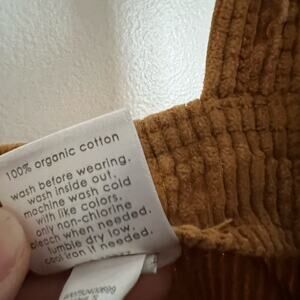 100% organic cotton
wash before wearing.
wash inside out.
machine wash cold
with like colors.
only non-chlorine
bleach when needed.
tumble dry low.
cool iron if needed.